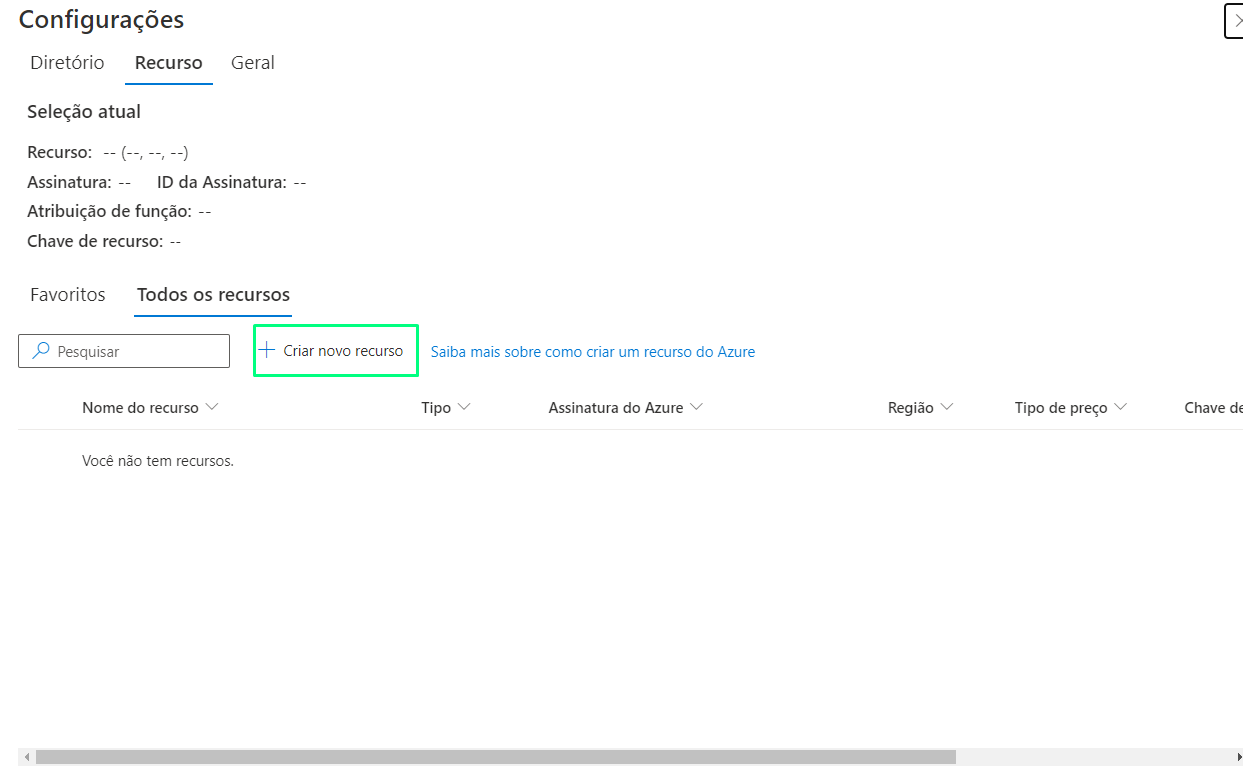 Configurações
Diretório Recurso Geral
Seleção atual
Recurso: -- (--, --, --)
Assinatura: -- ID da Assinatura: --
Atribuição de função: --
Chave de recurso: --
Favoritos Todos os recursos
Pesquisar Criar novo recurso Saiba mais sobre como criar um recurso do Azure
Nome do recurso Tipo Assinatura do Azure Região Tipo de preço Chave de
Você não tem recursos.